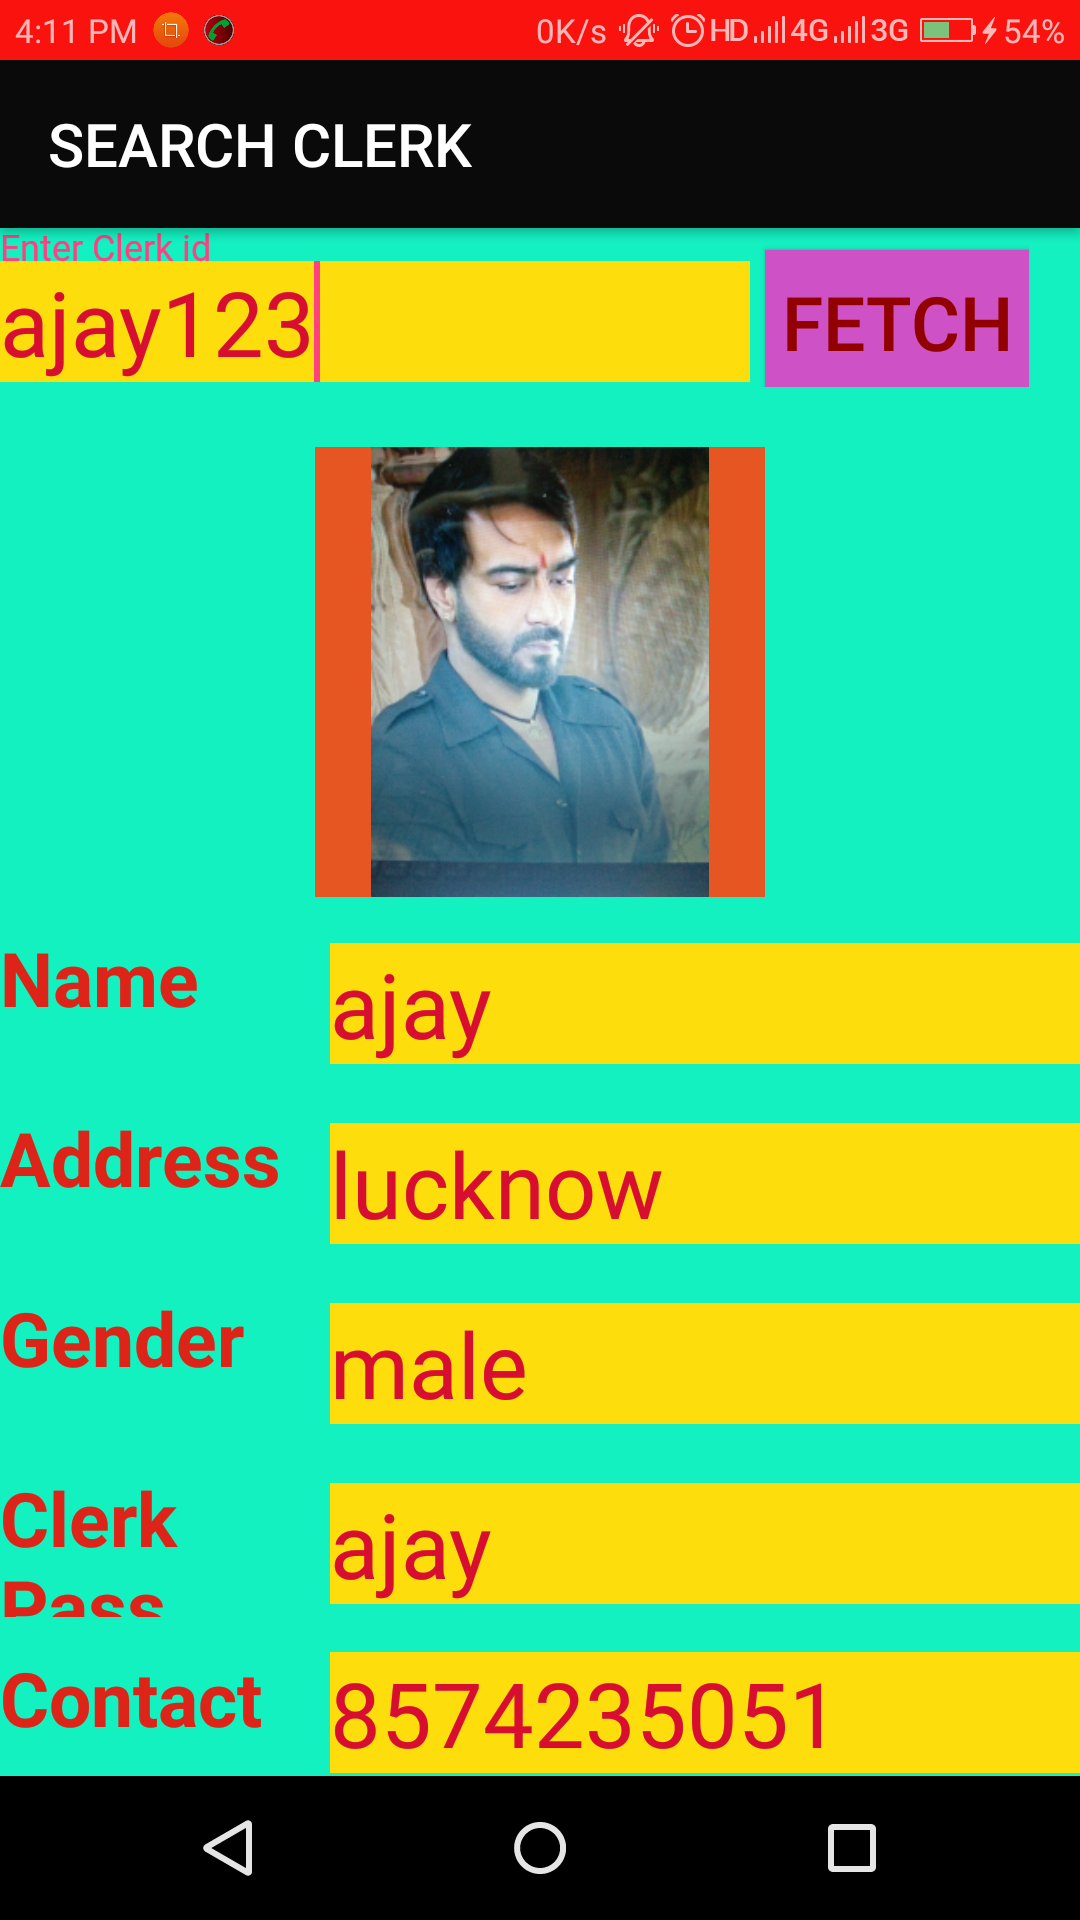 4:11 PM 0K/s HD 4G 3G 54%
SEARCH CLERK
Enter Clerk id
ajay123 FETCH
Name ajay
Address lucknow
Gender male
Clerk ajay
Pass
Contact 8574235051